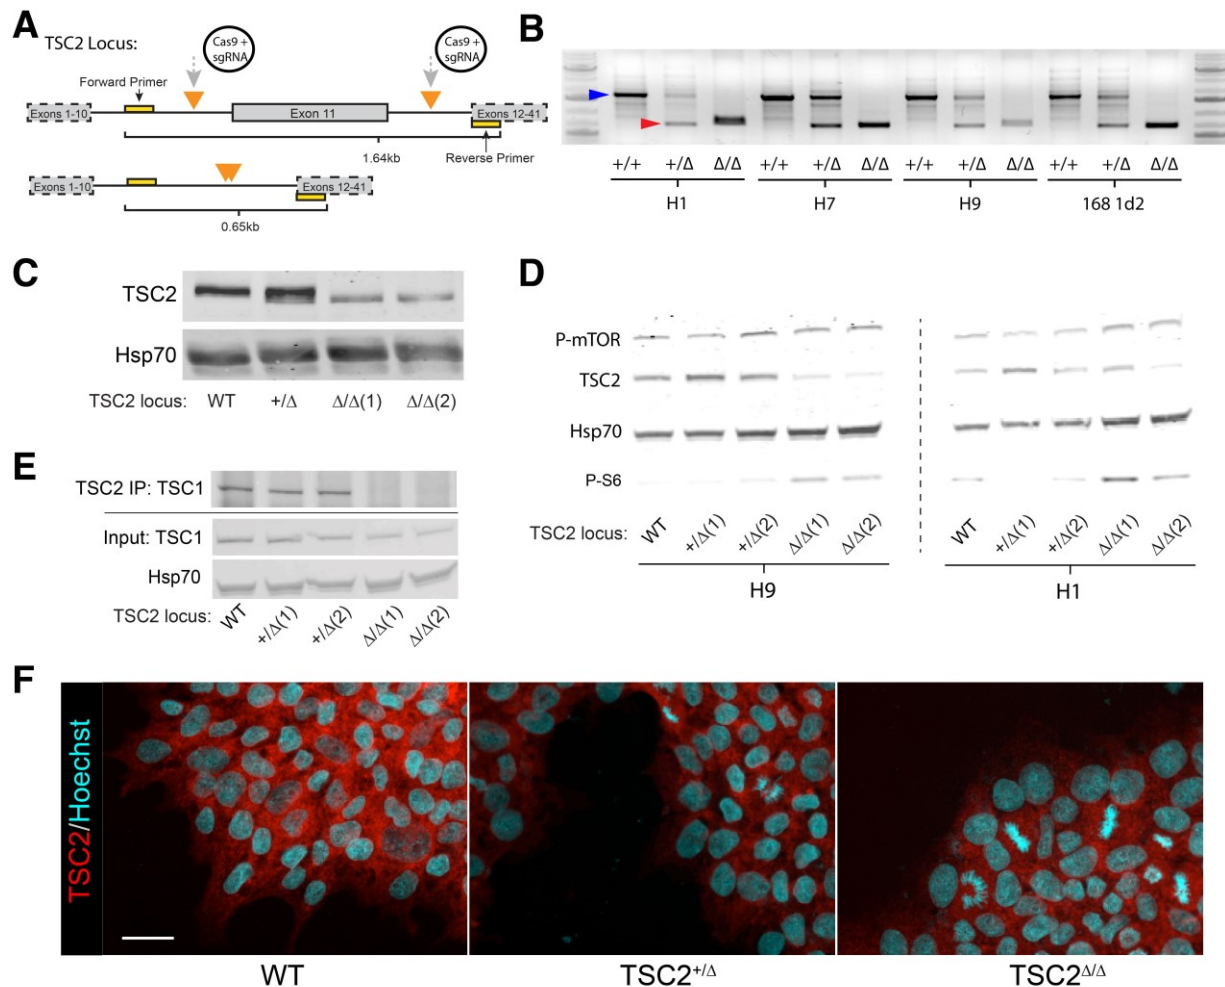 A
TSC2 Locus:
Cas9 +
sgRNA
Cas9 +
sgRNA
Forward Primer
Exons 1-10
Exon 11
Exons 12-41
1.64kb
Reverse Primer
Exons 1-10
Exons 12-41
0.65kb
B
+/+ +/Δ Δ/Δ +/+ +/Δ Δ/Δ +/+ +/Δ Δ/Δ +/+ +/Δ Δ/Δ
H1 H7 H9 168 1d2
C
TSC2
Hsp70
TSC2 locus: WT +/Δ Δ/Δ(1) Δ/Δ(2)
D
P-mTOR
TSC2
Hsp70
P-S6
TSC2 locus: WT +/Δ(1) +/Δ(2) Δ/Δ(1) Δ/Δ(2) WT +/Δ(1) +/Δ(2) Δ/Δ(1) Δ/Δ(2)
H9 H1
E
TSC2 IP: TSC1
Input: TSC1
Hsp70
TSC2 locus: WT +/Δ(1) +/Δ(2) Δ/Δ(1) Δ/Δ(2)
F
TSC2/Hoechst
WT TSC2+/Δ TSC2Δ/Δ